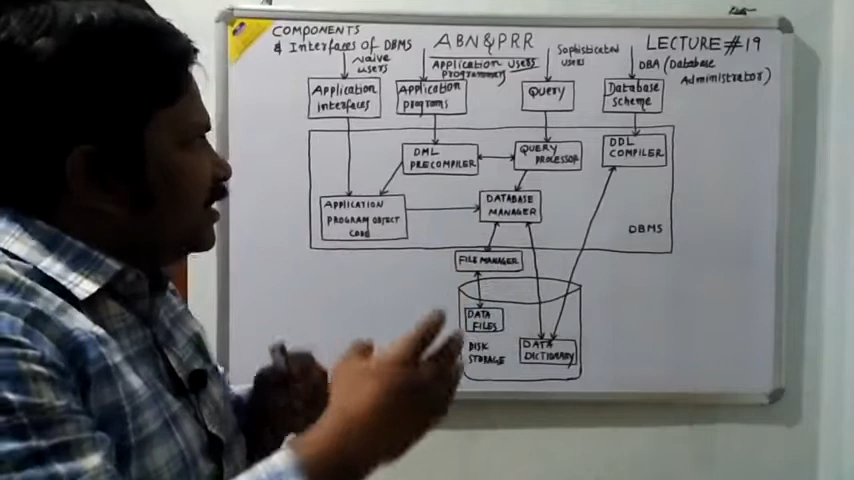 COMPONENTS
& Interfaces of DBMS
ABN&PRR
LECTURE #19
Naive
users
Application Users
Programmers
Sophisticated
users
DBA (Database
Administrator)
Application
interfaces
Application
programs
Query
Database
Scheme
DML
PRECOMPILER
QUERY
PROCESSOR
DDL
COMPILER
APPLICATION
PROGRAM OBJECT
CODE
DATABASE
MANAGER
DBMS
FILE MANAGER
DATA
FILES
DISK
STORAGE
DATA
DICTIONARY